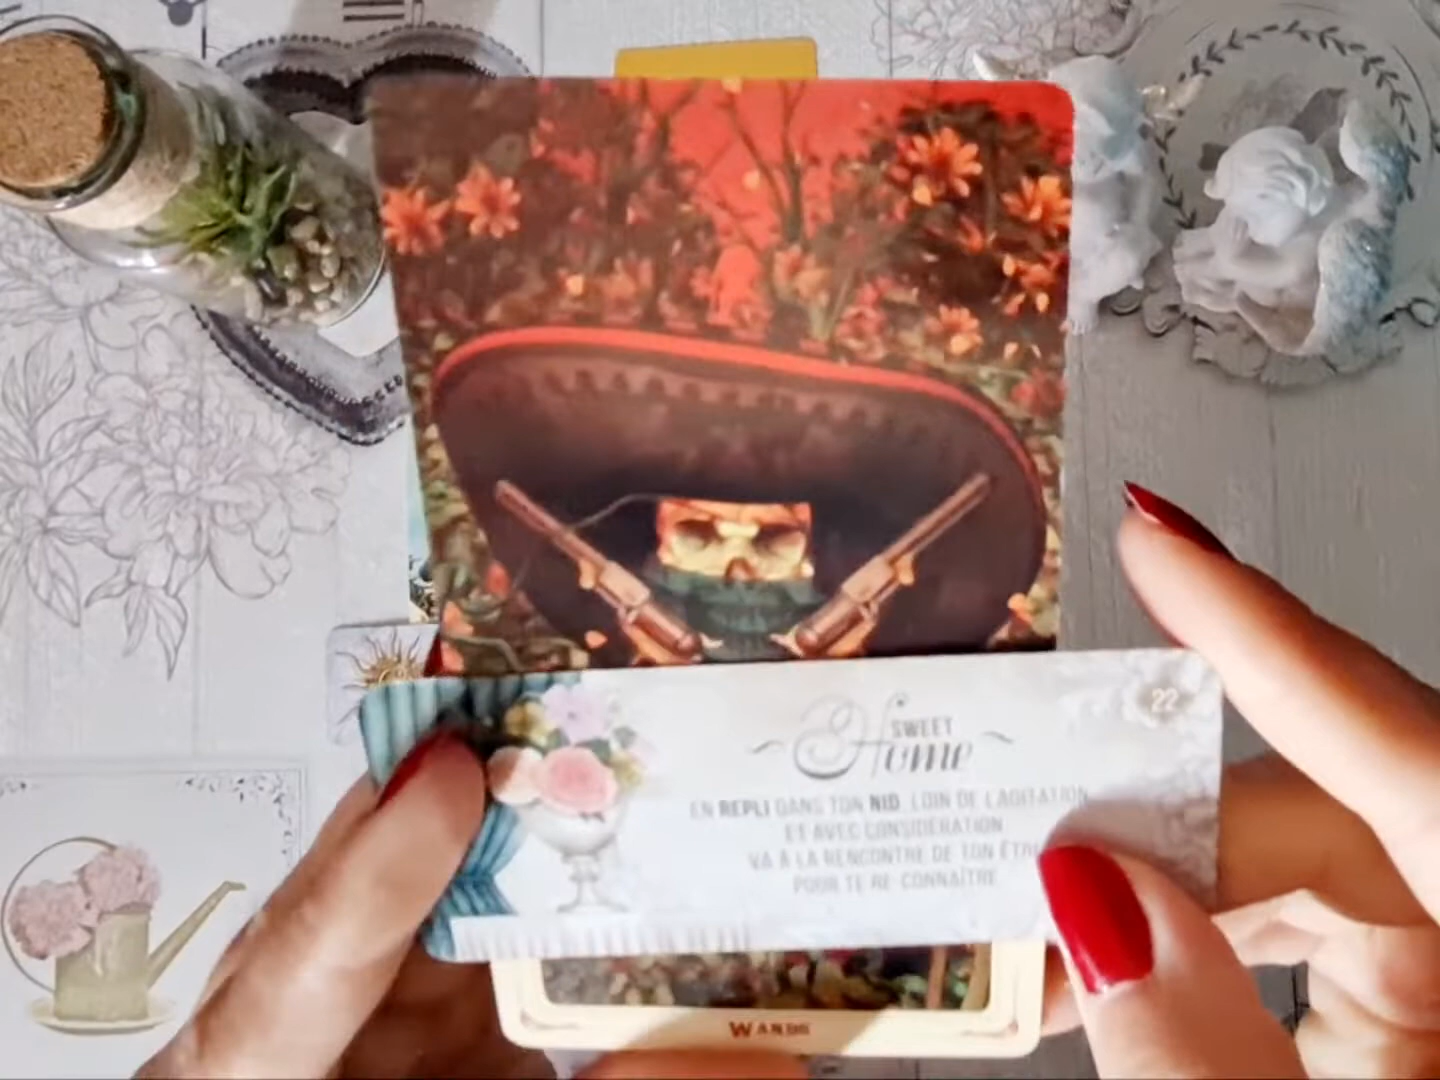 22
SWEET
Home
EN REPLI DANS TON NID, LOIN DE L'AGITATION
ET AVEC CONSIDÉRATION
VA À LA RENCONTRE DE TON
POUR TE RE-CONNAÎTRE
WANDS